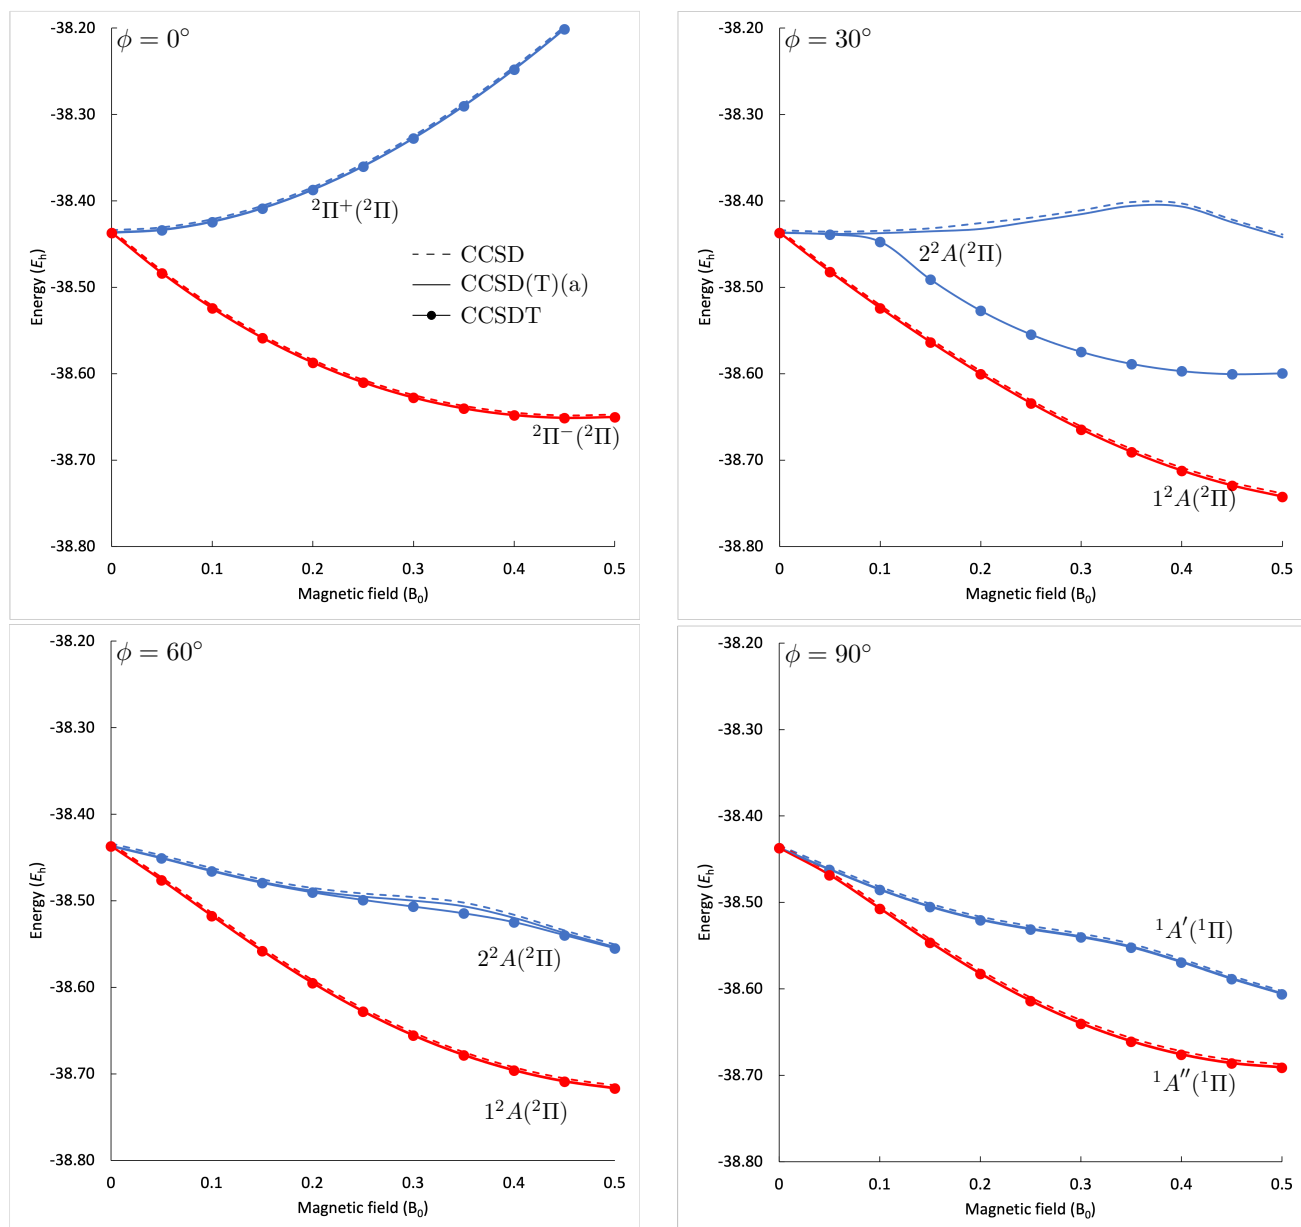 ϕ = 0°
-38.20
-38.30
-38.40
-38.50
-38.60
-38.70
-38.80
Energy (Eₕ)
²Π⁺(²Π)
CCSD
CCSD(T)(a)
CCSDT
²Π⁻(²Π)
0 0.1 0.2 0.3 0.4 0.5
Magnetic field (B₀)
ϕ = 30°
-38.20
-38.30
-38.40
-38.50
-38.60
-38.70
-38.80
Energy (Eₕ)
2²A(²Π)
1²A(²Π)
0 0.1 0.2 0.3 0.4 0.5
Magnetic field (B₀)
ϕ = 60°
-38.20
-38.30
-38.40
-38.50
-38.60
-38.70
-38.80
Energy (Eₕ)
2²A(²Π)
1²A(²Π)
0 0.1 0.2 0.3 0.4 0.5
Magnetic field (B₀)
ϕ = 90°
-38.20
-38.30
-38.40
-38.50
-38.60
-38.70
-38.80
Energy (Eₕ)
¹A′(¹Π)
¹A″(¹Π)
0 0.1 0.2 0.3 0.4 0.5
Magnetic field (B₀)